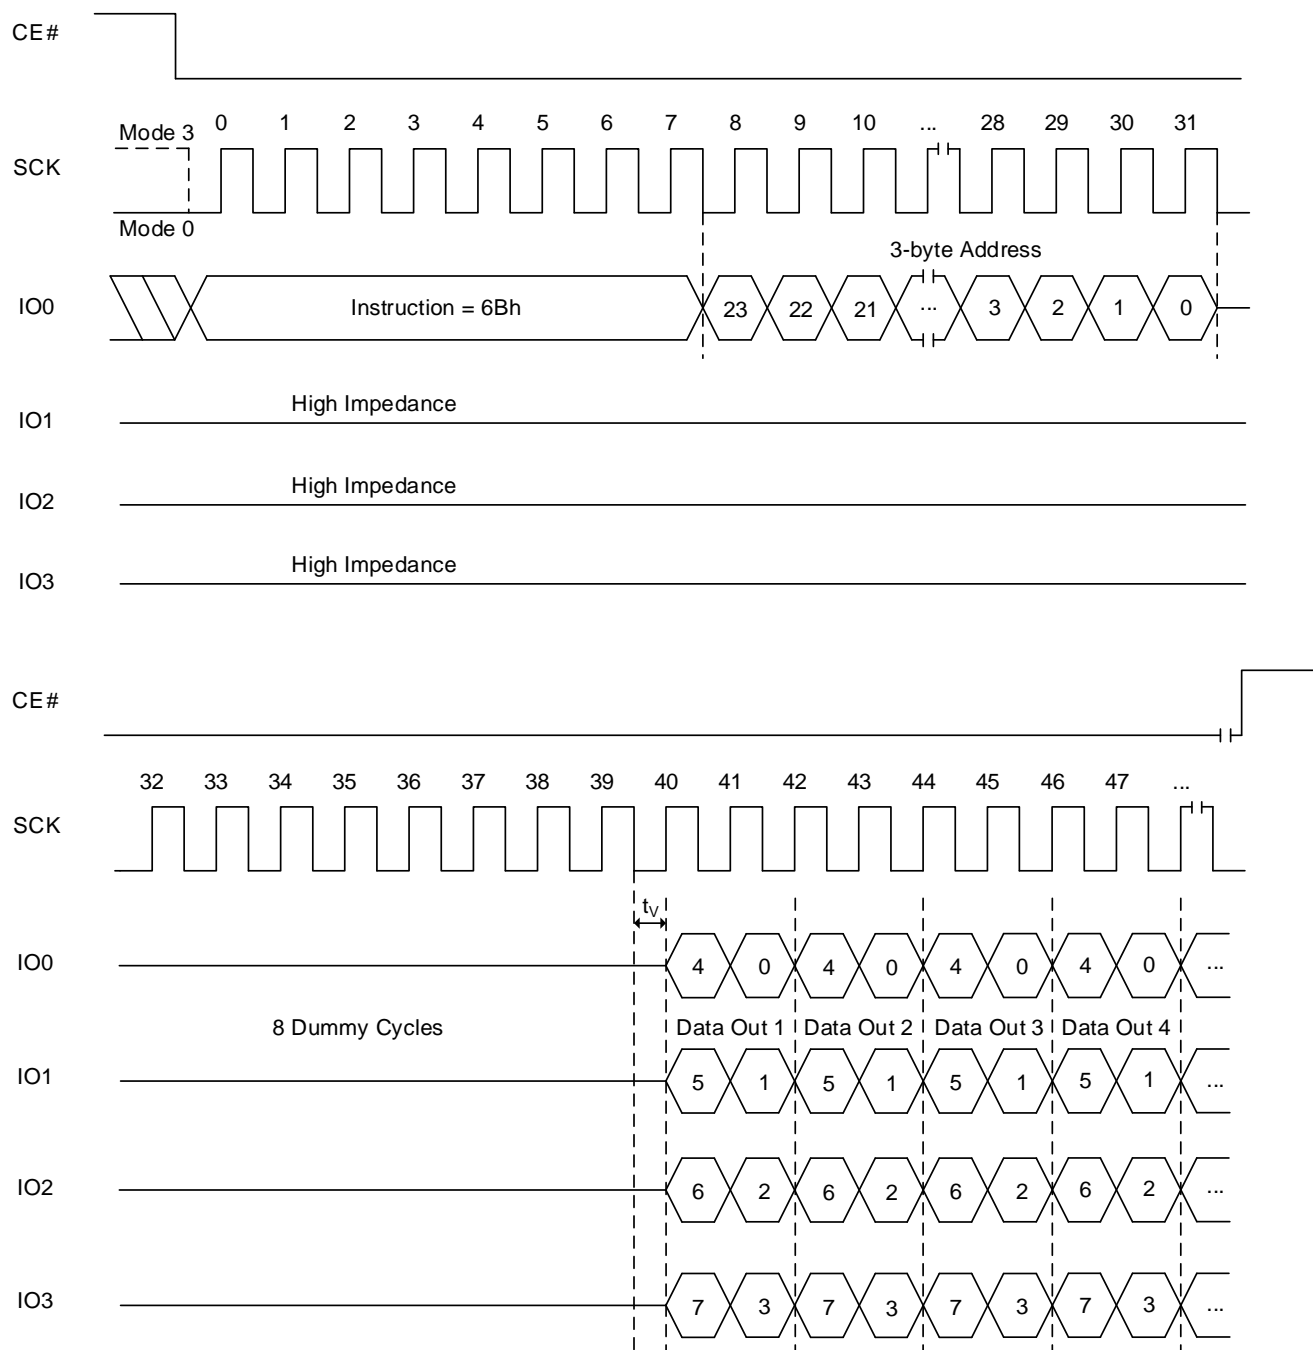 CE#
Mode 3 0 1 2 3 4 5 6 7 8 9 10 ... 28 29 30 31
SCK
Mode 0
3-byte Address
IO0 Instruction = 6Bh 23 22 21 ... 3 2 1 0
High Impedance
IO1
High Impedance
IO2
High Impedance
IO3
CE#
32 33 34 35 36 37 38 39 40 41 42 43 44 45 46 47 ...
SCK
tV
IO0 4 0 4 0 4 0 4 0 ...
8 Dummy Cycles Data Out 1 Data Out 2 Data Out 3 Data Out 4
IO1 5 1 5 1 5 1 5 1 ...
IO2 6 2 6 2 6 2 6 2 ...
IO3 7 3 7 3 7 3 7 3 ...